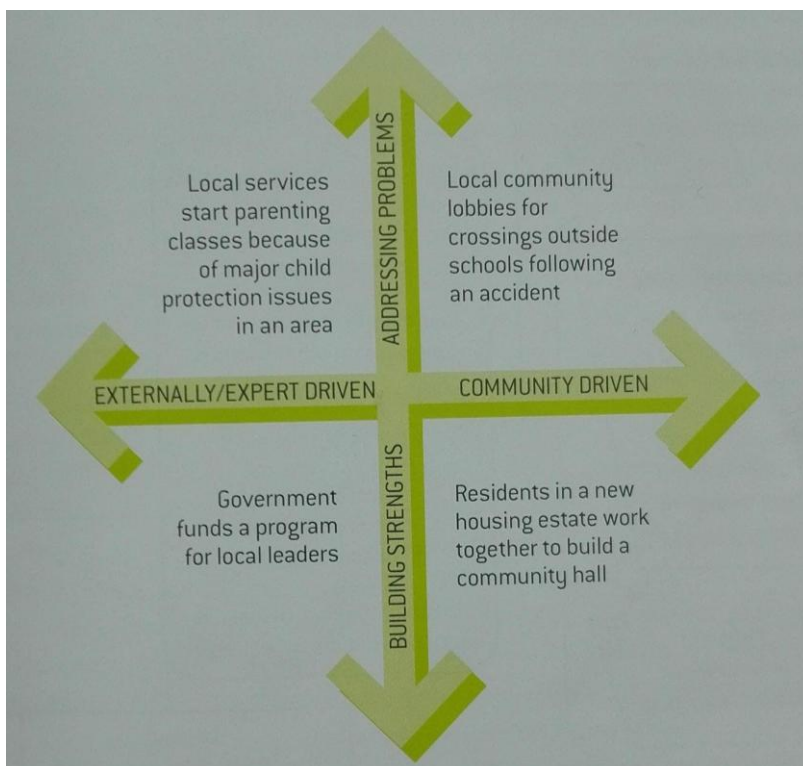 ADDRESSING PROBLEMS
Local services
start parenting
classes because
of major child
protection issues
in an area
Local community
lobbies for
crossings outside
schools following
an accident
EXTERNALLY/EXPERT DRIVEN
COMMUNITY DRIVEN
Government
funds a program
for local leaders
BUILDING STRENGTHS
Residents in a new
housing estate work
together to build a
community hall